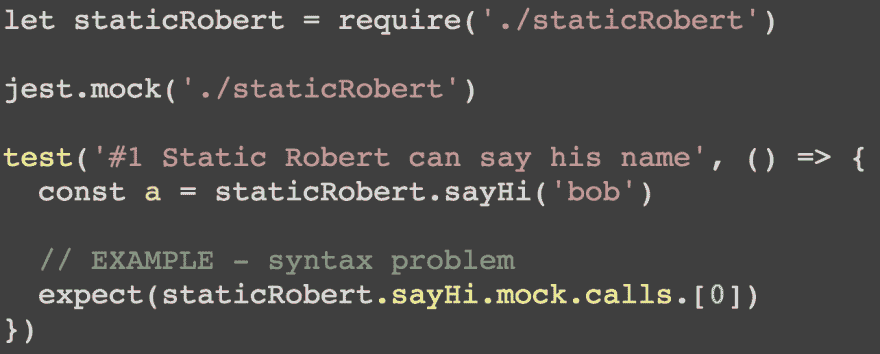 let staticRobert = require('./staticRobert')
jest.mock('./staticRobert')
test('#1 Static Robert can say his name', () => {
const a = staticRobert.sayHi('bob')
// EXAMPLE - syntax problem
expect(staticRobert.sayHi.mock.calls.[0])
})